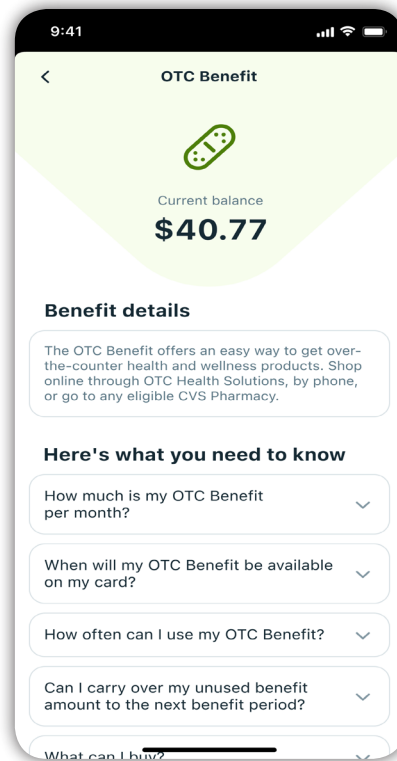 9:41
OTC Benefit
Current balance
$40.77
Benefit details
The OTC Benefit offers an easy way to get over-
the-counter health and wellness products. Shop
online through OTC Health Solutions, by phone,
or go to any eligible CVS Pharmacy.
Here's what you need to know
How much is my OTC Benefit
per month?
When will my OTC Benefit be available
on my card?
How often can I use my OTC Benefit?
Can I carry over my unused benefit
amount to the next benefit period?
What can I buy?